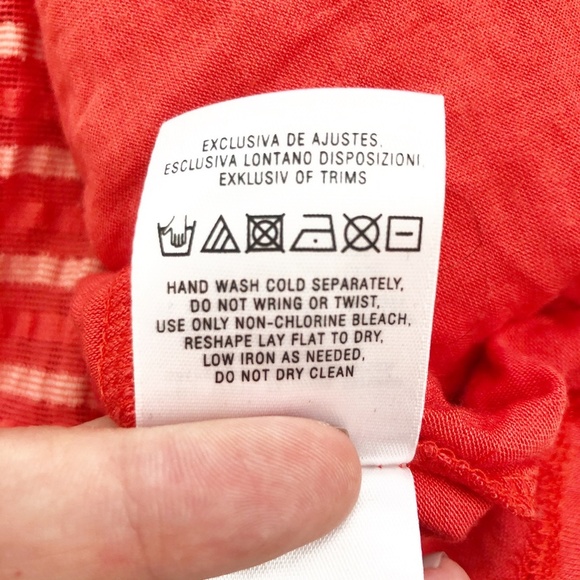 EXCLUSIVA DE AJUSTES,
ESCLUSIVA LONTANO DISPOSIZIONI
EXKLUSIV OF TRIMS
HAND WASH COLD SEPARATELY,
DO NOT WRING OR TWIST,
USE ONLY NON-CHLORINE BLEACH,
RESHAPE LAY FLAT TO DRY,
LOW IRON AS NEEDED,
DO NOT DRY CLEAN